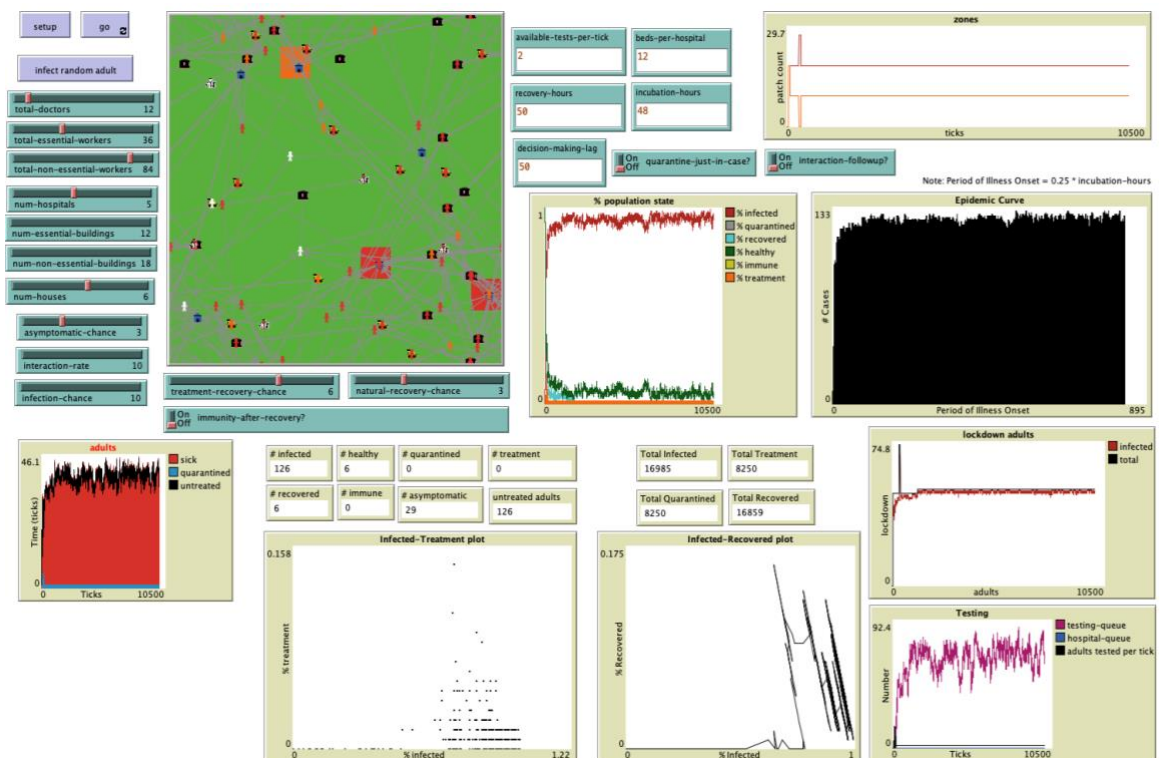 setup
go
infect random adult
total-doctors 12
total-essential-workers 36
total-non-essential-workers 84
num-hospitals 5
num-essential-buildings 12
num-non-essential-buildings 18
num-houses 6
asymptomatic-chance 3
interaction-rate 10
infection-chance 10
treatment-recovery-chance 6
natural-recovery-chance 3
On
Off
immunity-after-recovery?
available-tests-per-tick
2
beds-per-hospital
12
recovery-hours
50
incubation-hours
48
decision-making-lag
50
On
Off
quarantine-just-in-case?
On
Off
interaction-followup?
zones
29.7
patch count
0
0
ticks
10500
Note: Period of Illness Onset = 0.25 * incubation-hours
% population state
1
0
0
10500
% infected
% quarantined
% recovered
% healthy
% immune
% treatment
Epidemic Curve
133
# Cases
0
0
Period of Illness Onset
895
adults
46.1
Time (ticks)
0
0
Ticks
10500
sick
quarantined
untreated
# infected
126
# healthy
6
# quarantined
0
# treatment
0
# recovered
6
# immune
0
# asymptomatic
29
untreated adults
126
Total Infected
16985
Total Treatment
8250
Total Quarantined
8250
Total Recovered
16859
Infected-Treatment plot
0.158
% treatment
0
0
% infected
1.22
Infected-Recovered plot
0.175
% Recovered
0
0
% Infected
1
lockdown adults
74.8
lockdown
0
0
adults
10500
infected
total
Testing
92.4
Number
0
0
Ticks
10500
testing-queue
hospital-queue
adults tested per tick